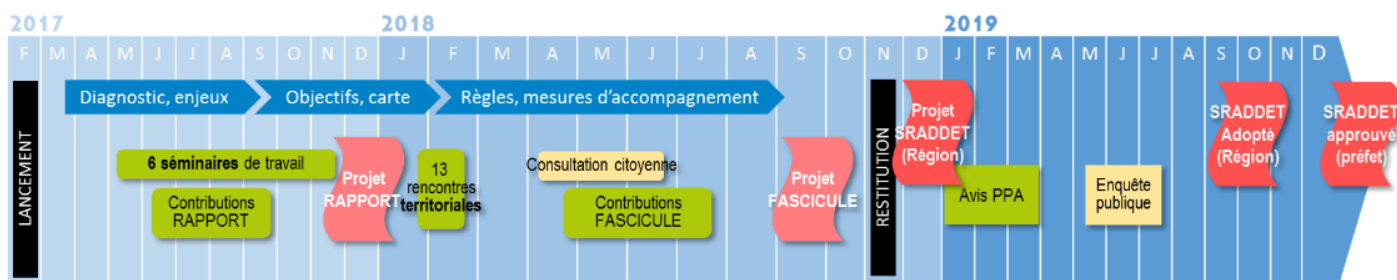 2017
2018
2019
F M A M J J A S O N D J F M A M J J A S O N D J F M A M J J A S O N D
LANCEMENT
Diagnostic, enjeux
Objectifs, carte
Règles, mesures d'accompagnement
6 séminaires de travail
Contributions
RAPPORT
Projet
RAPPORT
13
rencontres
territoriales
Consultation citoyenne
Contributions
FASCICULE
Projet
FASCICULE
RESTITUTION
Projet
SRADDET
(Région)
Avis PPA
Enquête
publique
SRADDET
Adopté
(Région)
SRADDET
approuvé
(préfet)